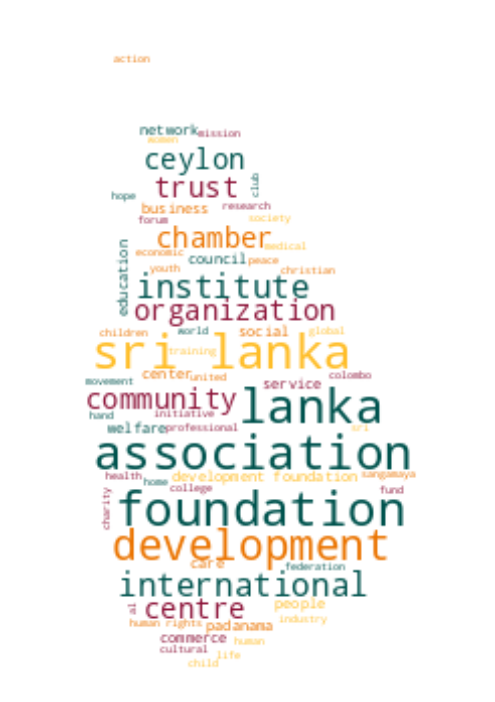 action
network mission
women
ceylon
trust club
hope
business research
forum society
chamber
economic medical
council peace
youth christian
education
institute
organization
children world social global
sri lanka
training
center united colombo
movement service
community lanka
hand initiative
welfare professional sri
association
health home development foundation sangamaya
college fund
charity
foundation
development
care federation
international
al centre people
human rights padanama industry
commerce human
cultural life
child